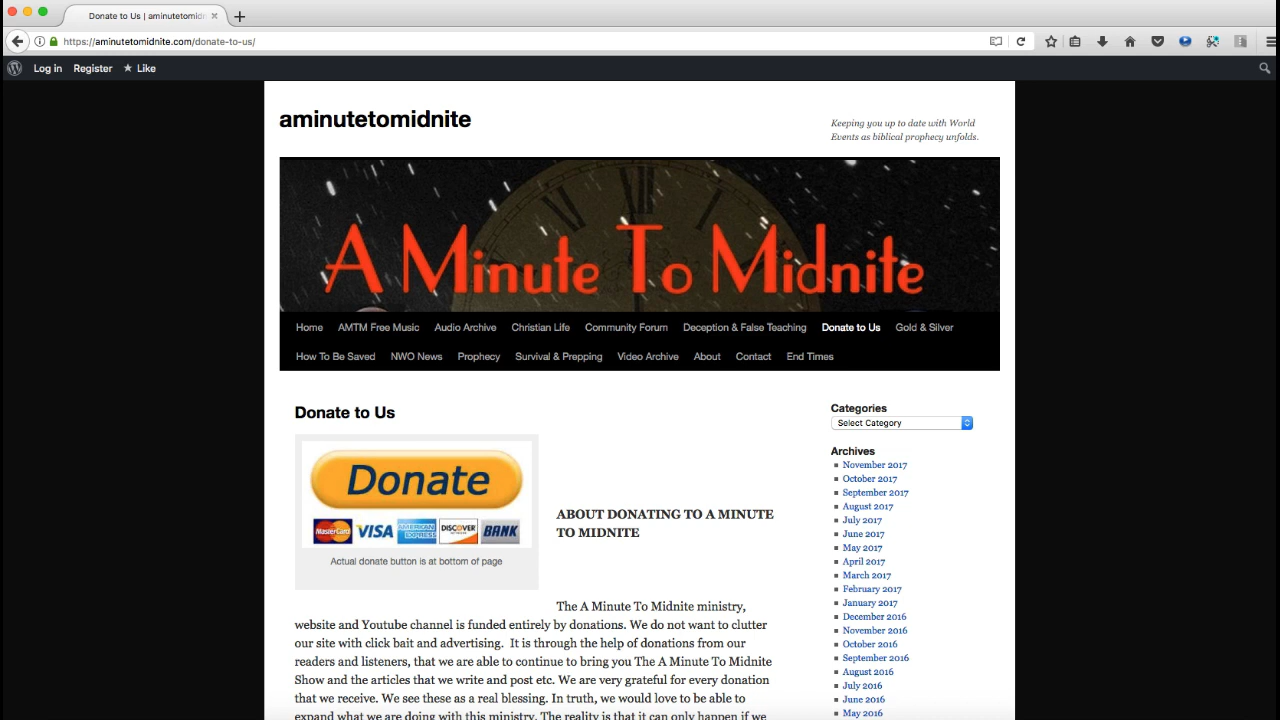 Donate to Us | aminutetomidn
https://aminutetomidnite.com/donate-to-us/
Log in Register Like
aminutetomidnite
Keeping you up to date with World
Events as biblical prophecy unfolds.
A Minute To Midnite
Home AMTM Free Music Audio Archive Christian Life Community Forum Deception & False Teaching Donate to Us Gold & Silver
How To Be Saved NWO News Prophecy Survival & Prepping Video Archive About Contact End Times
Donate to Us
Donate
MasterCard VISA AMERICAN EXPRESS DISCOVER BANK
Actual donate button is at bottom of page
ABOUT DONATING TO A MINUTE
TO MIDNITE
The A Minute To Midnite ministry,
website and Youtube channel is funded entirely by donations. We do not want to clutter
our site with click bait and advertising.  It is through the help of donations from our
readers and listeners, that we are able to continue to bring you The A Minute To Midnite
Show and the articles that we write and post etc. We are very grateful for every donation
that we receive. We see these as a real blessing. In truth, we would love to be able to
expand what we are doing with this ministry. The reality is that it can only happen if we
Categories
Select Category
Archives
November 2017
October 2017
September 2017
August 2017
July 2017
June 2017
May 2017
April 2017
March 2017
February 2017
January 2017
December 2016
November 2016
October 2016
September 2016
August 2016
July 2016
June 2016
May 2016